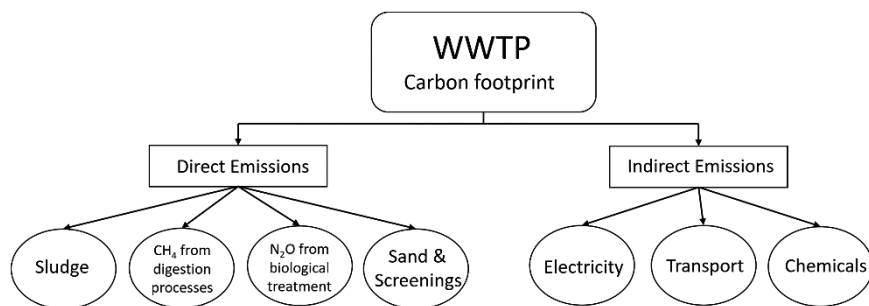 WWTP
Carbon footprint
Direct Emissions
Indirect Emissions
Sludge
CH₄ from
digestion
processes
N₂O from
biological
treatment
Sand &
Screenings
Electricity
Transport
Chemicals